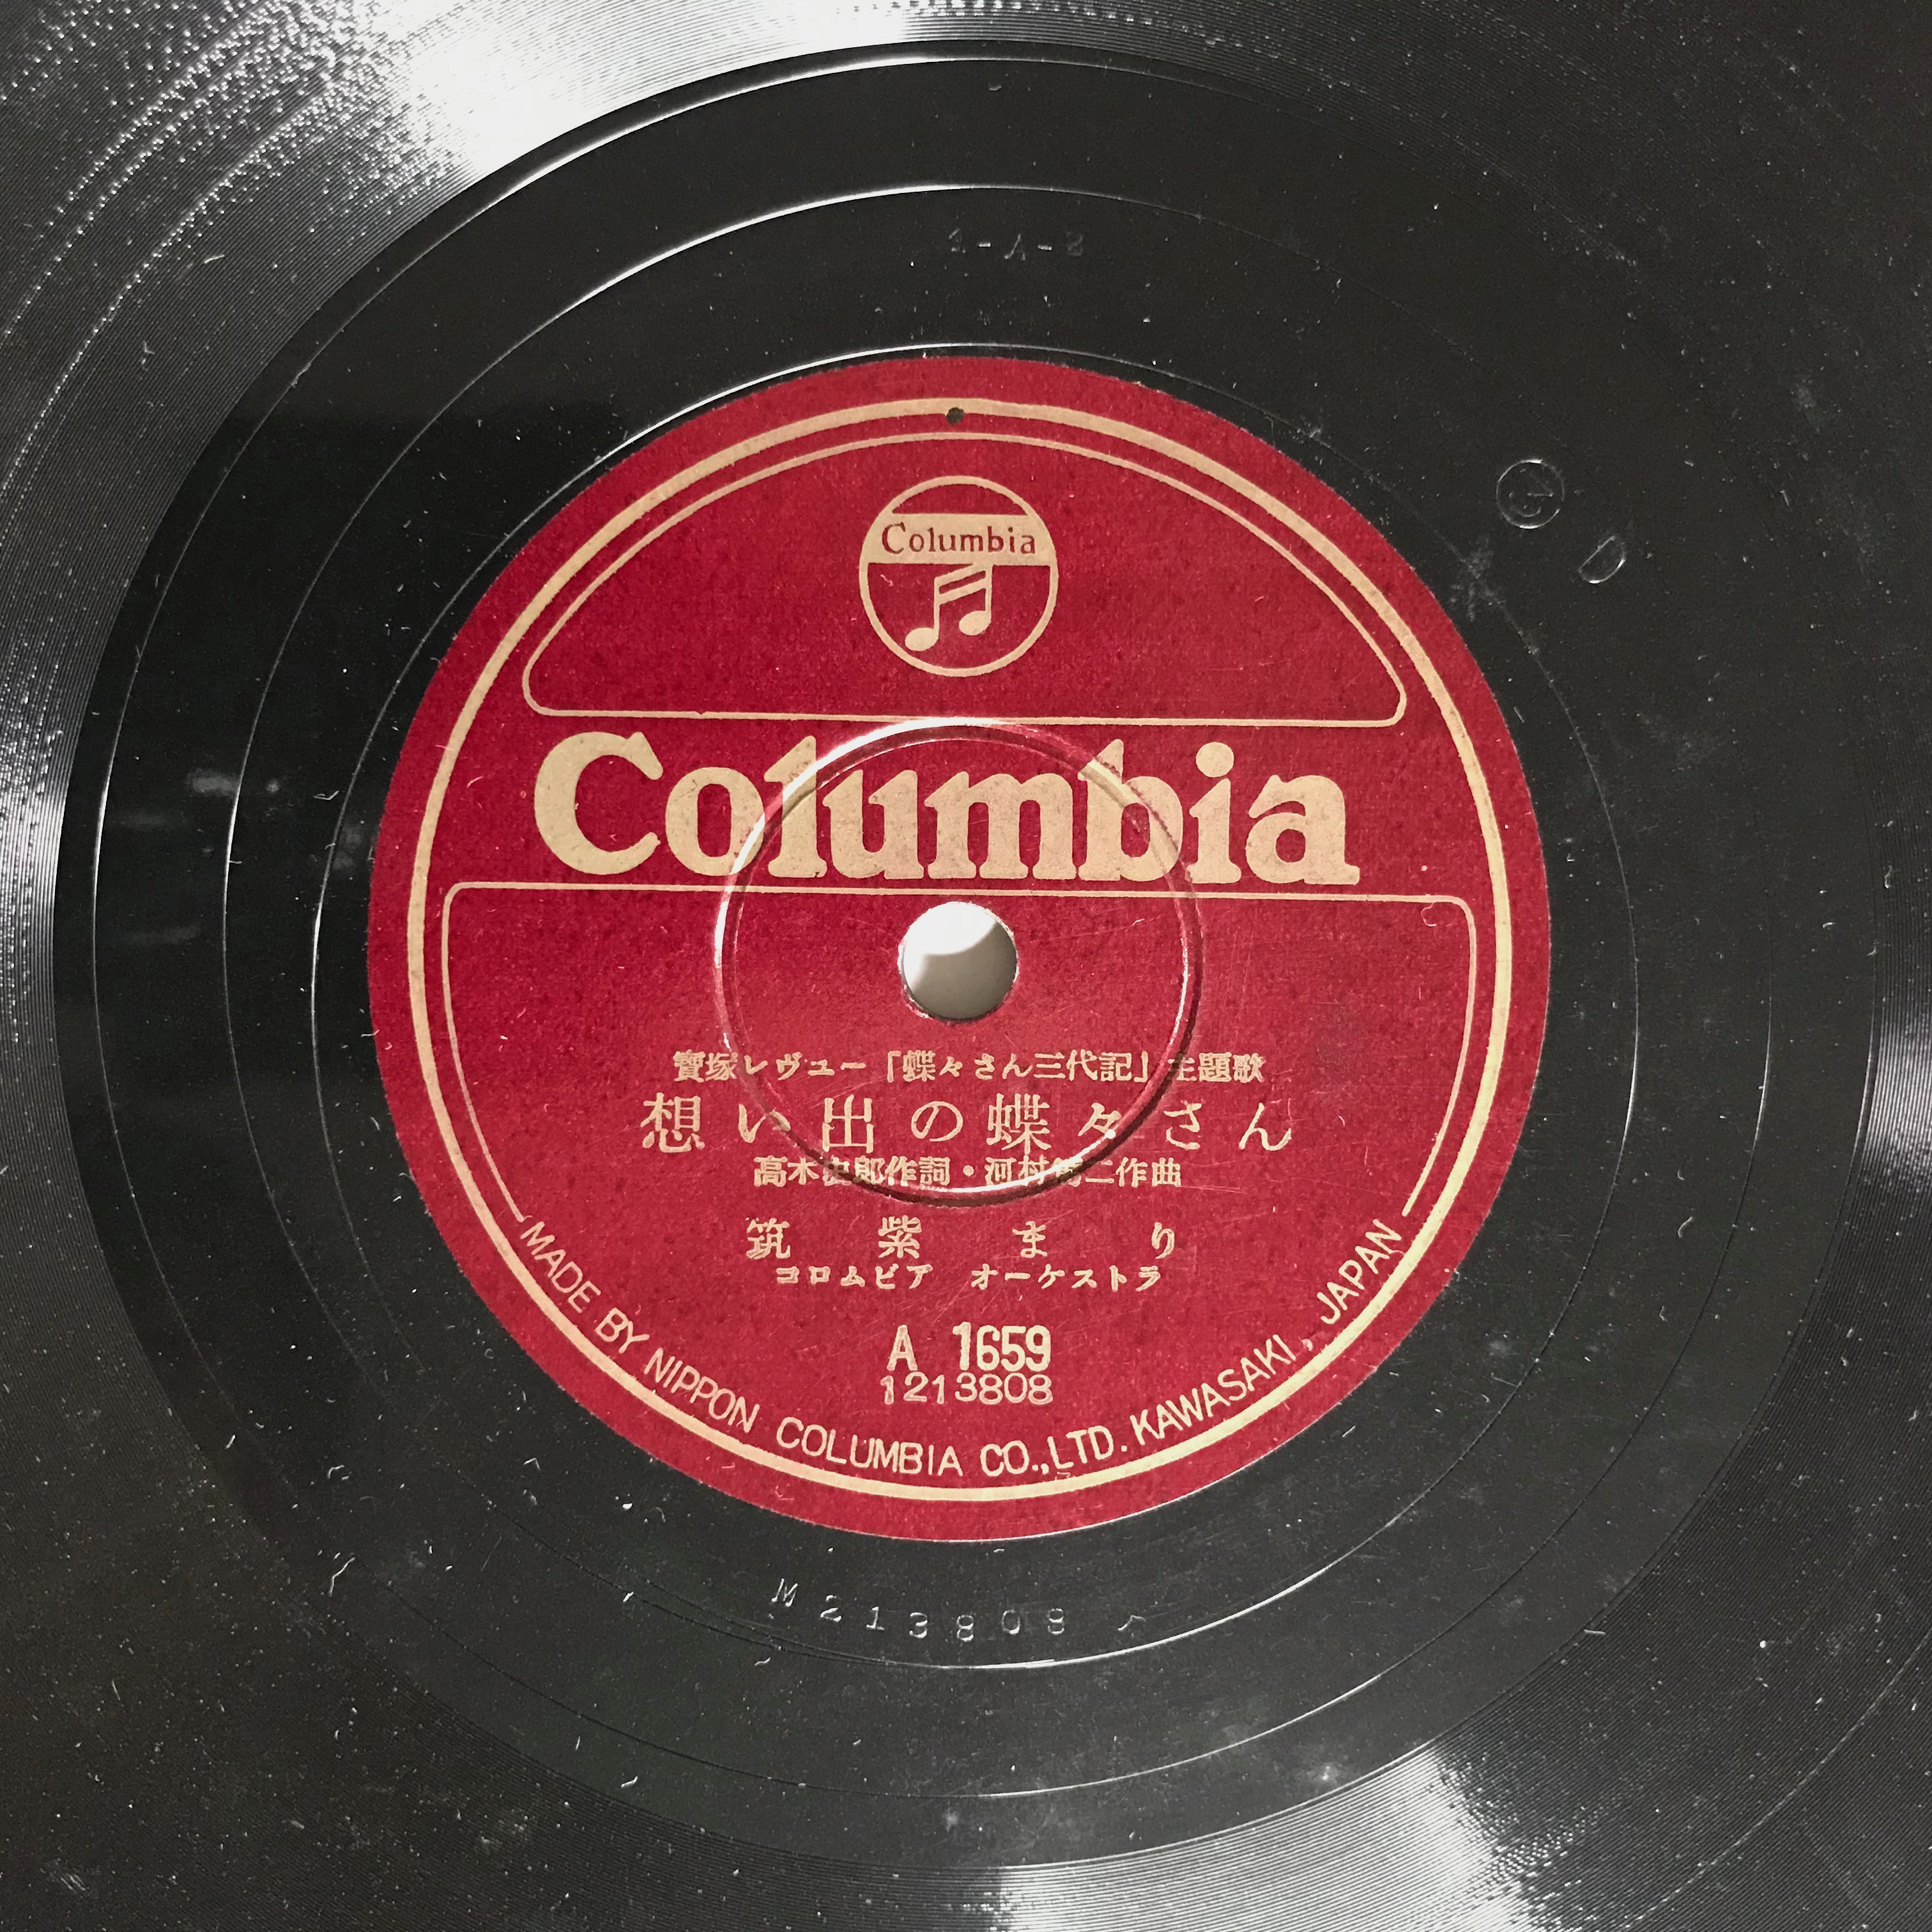 Columbia
Columbia
寶塚レヴュー「蝶々さん三代記」主題歌
想い出の蝶々さん
高木史郎作詞・河村篤二作曲
筑紫まり
コロムビア オーケストラ
A 1659
1213808
MADE BY NIPPON COLUMBIA CO.,LTD. KAWASAKI, JAPAN
M213808
G D